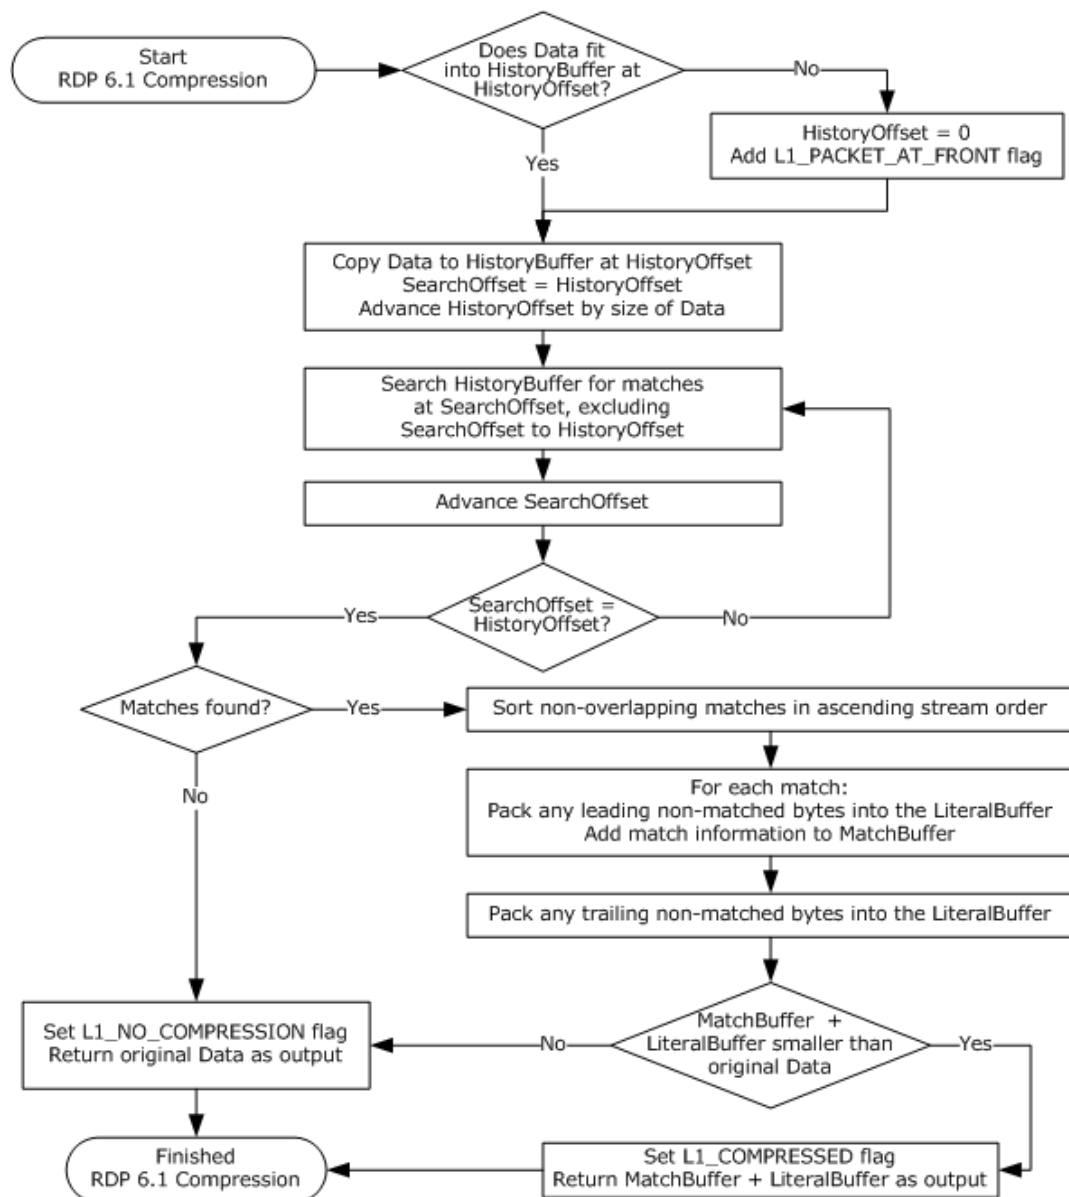 Start
RDP 6.1 Compression
Does Data fit
into HistoryBuffer at
HistoryOffset?
No
HistoryOffset = 0
Add L1_PACKET_AT_FRONT flag
Yes
Copy Data to HistoryBuffer at HistoryOffset
SearchOffset = HistoryOffset
Advance HistoryOffset by size of Data
Search HistoryBuffer for matches
at SearchOffset, excluding
SearchOffset to HistoryOffset
Advance SearchOffset
SearchOffset =
HistoryOffset?
Yes
No
Matches found?
Yes
Sort non-overlapping matches in ascending stream order
No
For each match:
Pack any leading non-matched bytes into the LiteralBuffer
Add match information to MatchBuffer
Pack any trailing non-matched bytes into the LiteralBuffer
MatchBuffer +
LiteralBuffer smaller than
original Data
No
Yes
Set L1_NO_COMPRESSION flag
Return original Data as output
Set L1_COMPRESSED flag
Return MatchBuffer + LiteralBuffer as output
Finished
RDP 6.1 Compression